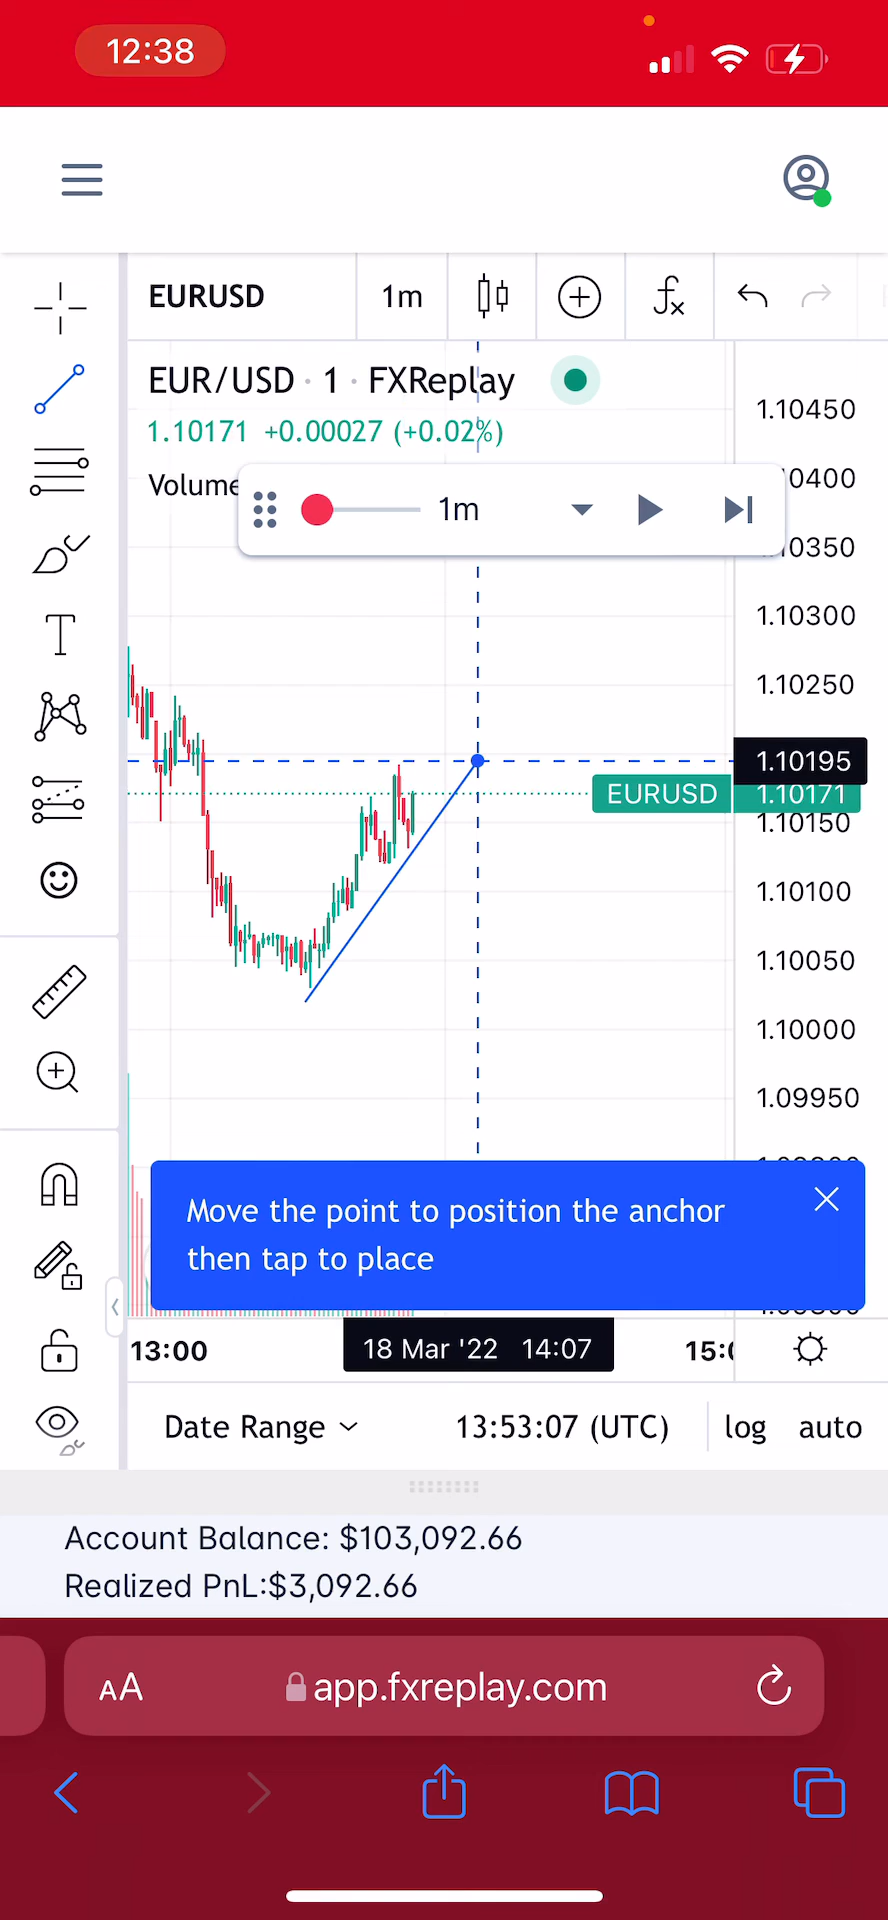 12:38
EURUSD 1m
EUR/USD · 1 · FXReplay
1.10171 +0.00027 (+0.02%)
Volume
1m
1.10450
0400
0350
1.10300
1.10250
1.10195
EURUSD 1.10171
1.10150
1.10100
1.10050
1.10000
1.09950
Move the point to position the anchor
then tap to place
13:00 18 Mar '22 14:07 15:0
Date Range 13:53:07 (UTC) log auto
Account Balance: $103,092.66
Realized PnL:$3,092.66
AA app.fxreplay.com